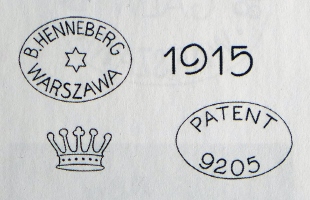 B. HENNEBERG
WARSZAWA
1915
PATENT
9205